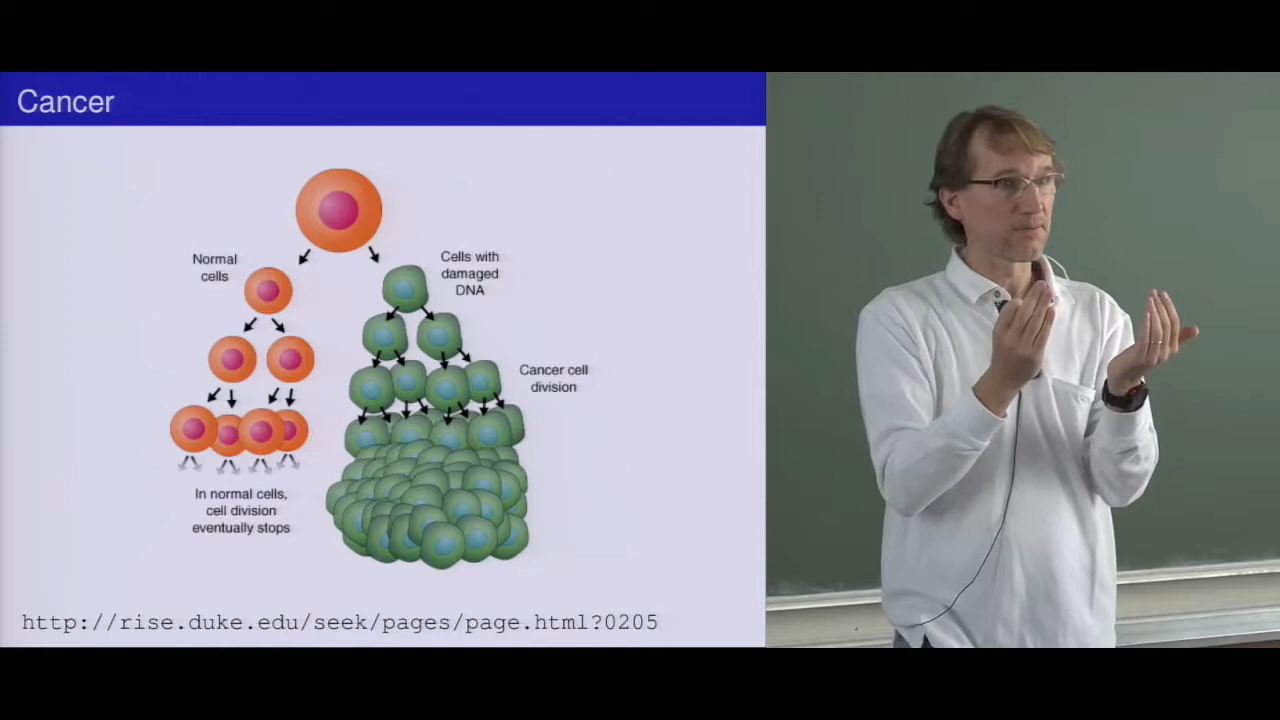 Cancer
Normal
cells
Cells with
damaged
DNA
Cancer cell
division
In normal cells,
cell division
eventually stops
http://rise.duke.edu/seek/pages/page.html?0205